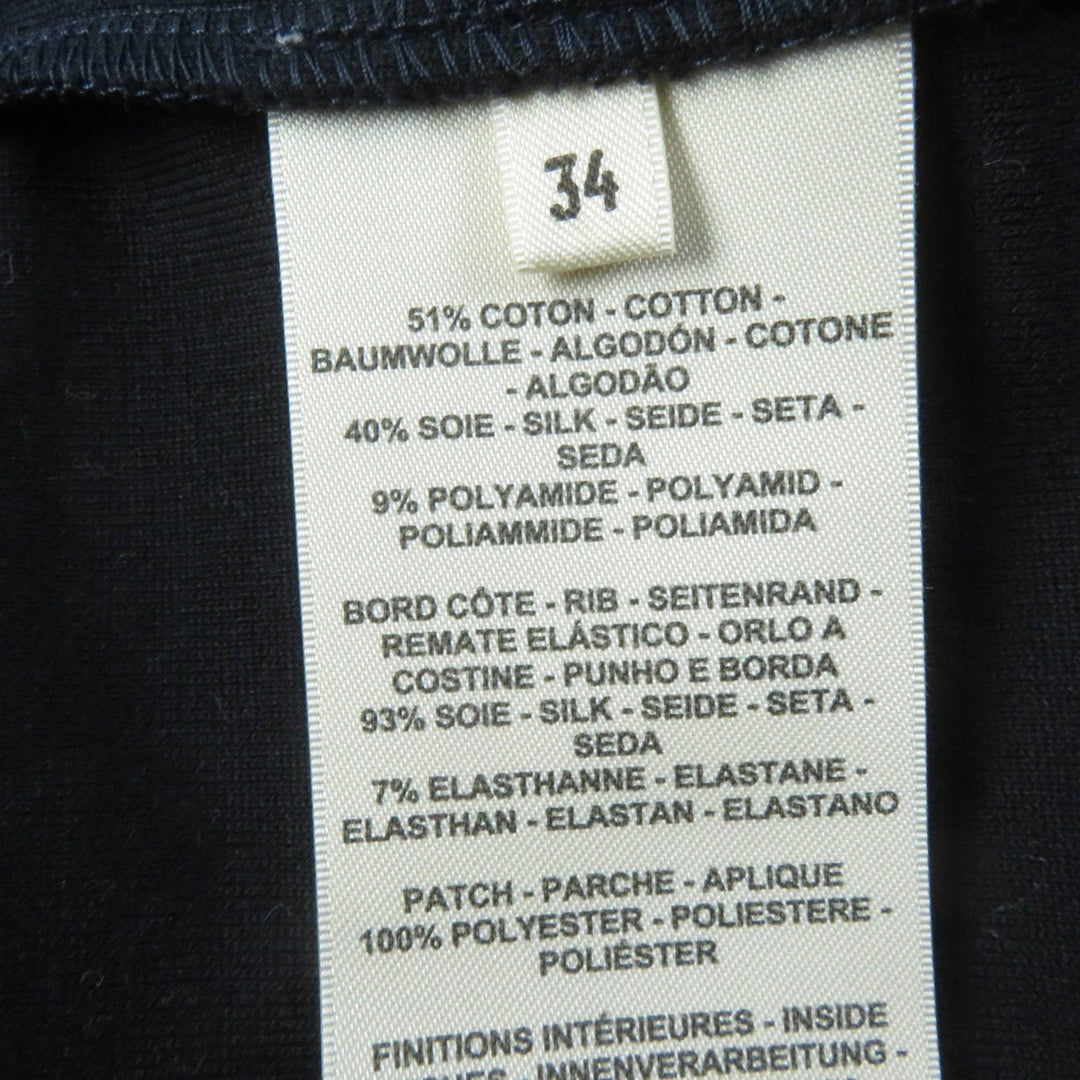 34
51% COTON - COTTON -
BAUMWOLLE - ALGODÓN - COTONE
- ALGODÃO
40% SOIE - SILK - SEIDE - SETA -
SEDA
9% POLYAMIDE - POLYAMID -
POLIAMMIDE - POLIAMIDA
BORD CÔTE - RIB - SEITENRAND -
REMATE ELÁSTICO - ORLO A
COSTINE - PUNHO E BORDA
93% SOIE - SILK - SEIDE - SETA -
SEDA
7% ELASTHANNE - ELASTANE -
ELASTHAN - ELASTAN - ELASTANO
PATCH - PARCHE - APLIQUE
100% POLYESTER - POLIESTERE -
POLIÉSTER
FINITIONS INTÉRIEURES - INSIDE
- INNENVERARBEITUNG -